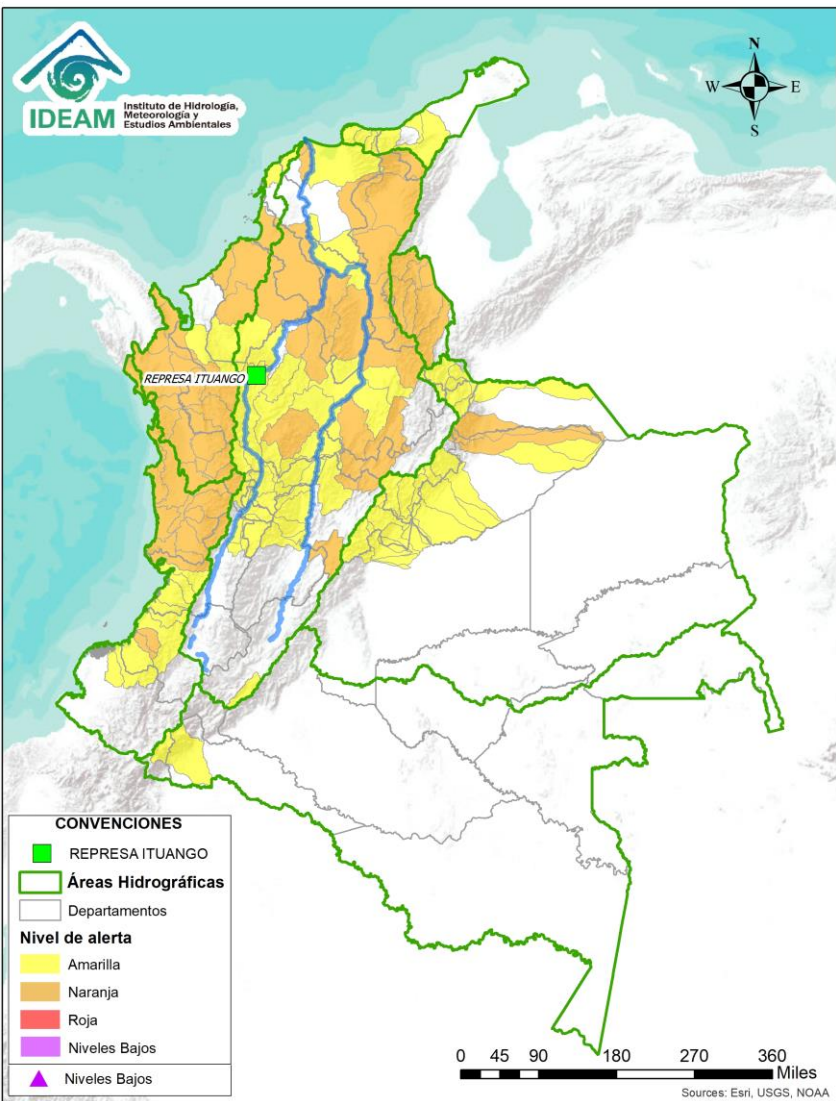 IDEAM
Instituto de Hidrología,
Meteorología y
Estudios Ambientales
N
W
E
S
REPRESA ITUANGO
CONVENCIONES
REPRESA ITUANGO
Áreas Hidrográficas
Departamentos
Nivel de alerta
Amarilla
Naranja
Roja
Niveles Bajos
Niveles Bajos
0 45 90 180 270 360
Miles
Sources: Esri, USGS, NOAA